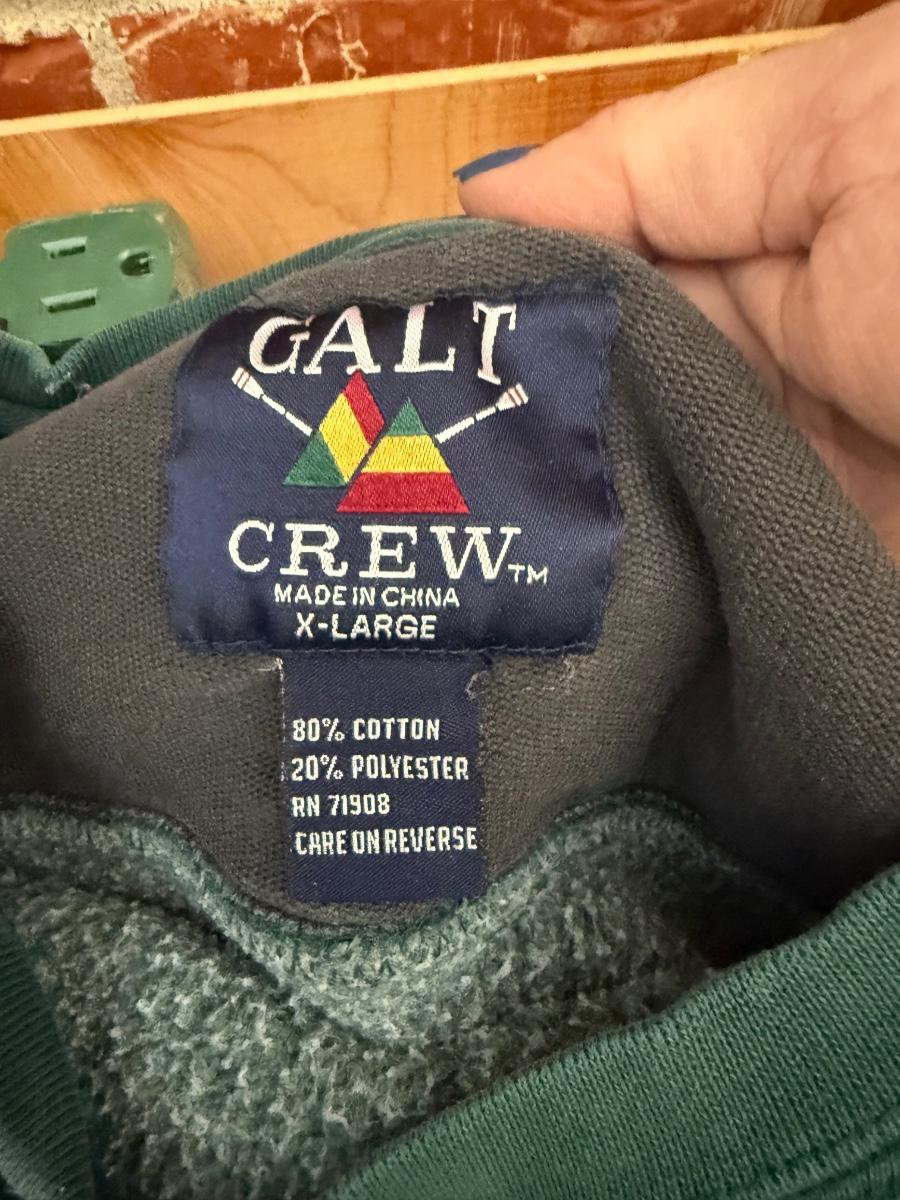 GALT
CREW™
MADE IN CHINA
X-LARGE
80% COTTON
20% POLYESTER
RN 71908
CARE ON REVERSE